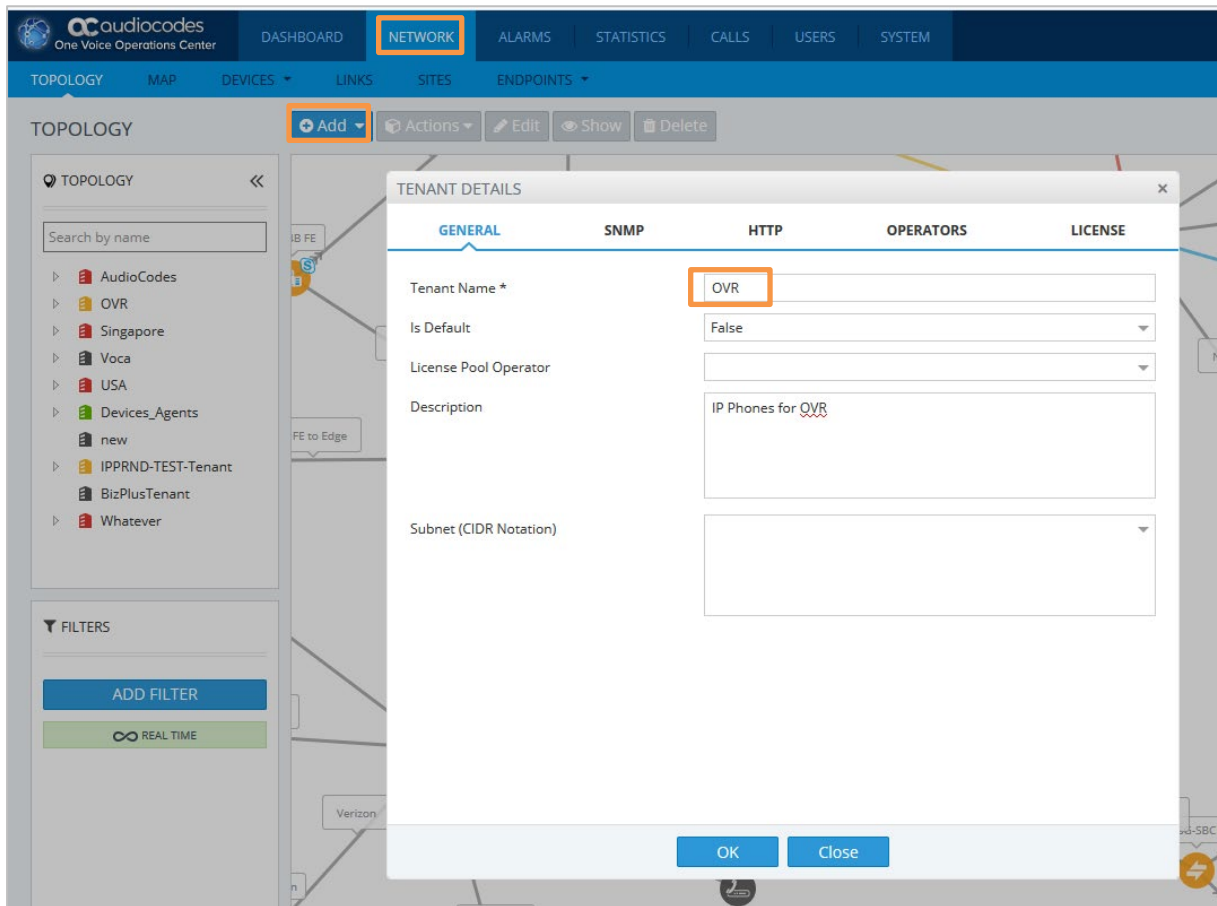 audiocodes
One Voice Operations Center
DASHBOARD NETWORK ALARMS STATISTICS CALLS USERS SYSTEM
TOPOLOGY MAP DEVICES LINKS SITES ENDPOINTS
TOPOLOGY
Add Actions Edit Show Delete
TOPOLOGY
Search by name
AudioCodes
OVR
Singapore
Voca
USA
Devices_Agents
new
IPPRND-TEST-Tenant
BizPlusTenant
Whatever
FILTERS
ADD FILTER
REAL TIME
FE
FE to Edge
Verizon
TENANT DETAILS
GENERAL SNMP HTTP OPERATORS LICENSE
Tenant Name * OVR
Is Default False
License Pool Operator
Description IP Phones for OVR
Subnet (CIDR Notation)
OK Close
-SBC